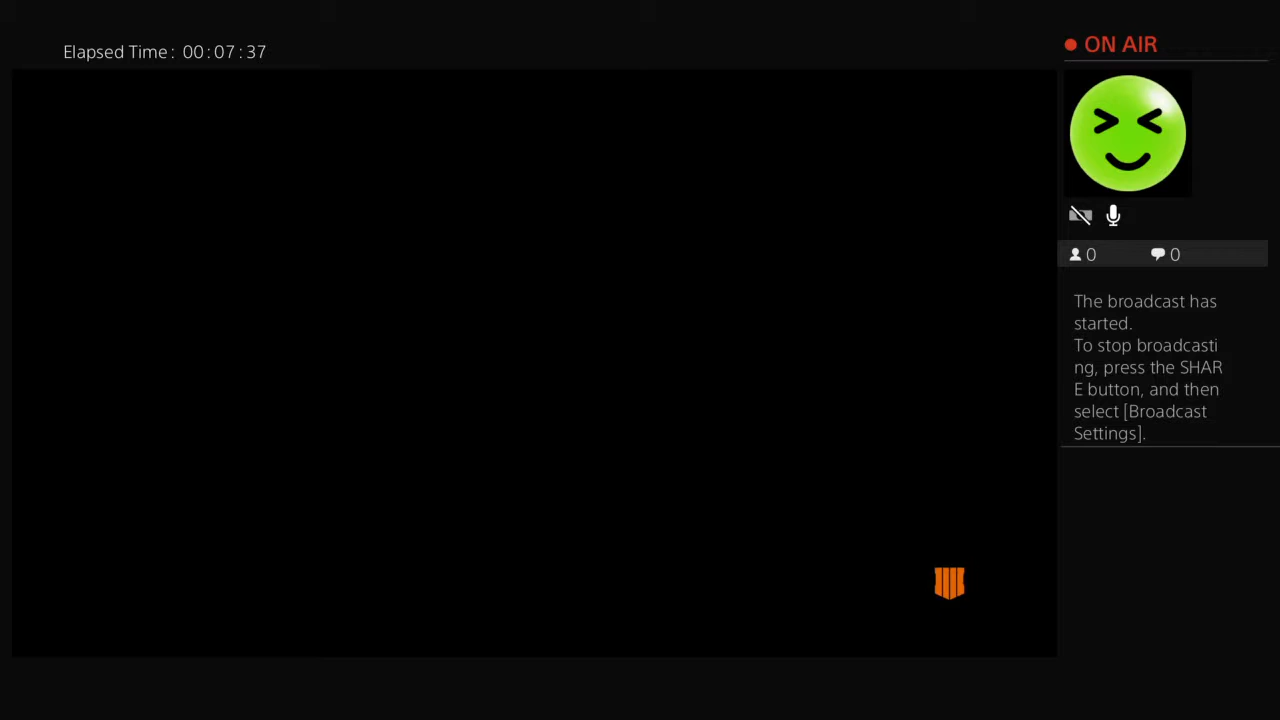 Elapsed Time: 00:07:37
ON AIR
0 0
The broadcast has
started.
To stop broadcasti
ng, press the SHAR
E button, and then
select [Broadcast
Settings].